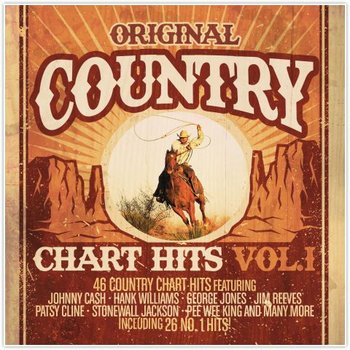 ORIGINAL
COUNTRY
CHART HITS VOL.1
46 COUNTRY CHART-HITS FEATURING
JOHNNY CASH · HANK WILLIAMS · GEORGE JONES · JIM REEVES
PATSY CLINE · STONEWALL JACKSON · PEE WEE KING AND MANY MORE
INCLUDING 26 NO. 1 HITS!